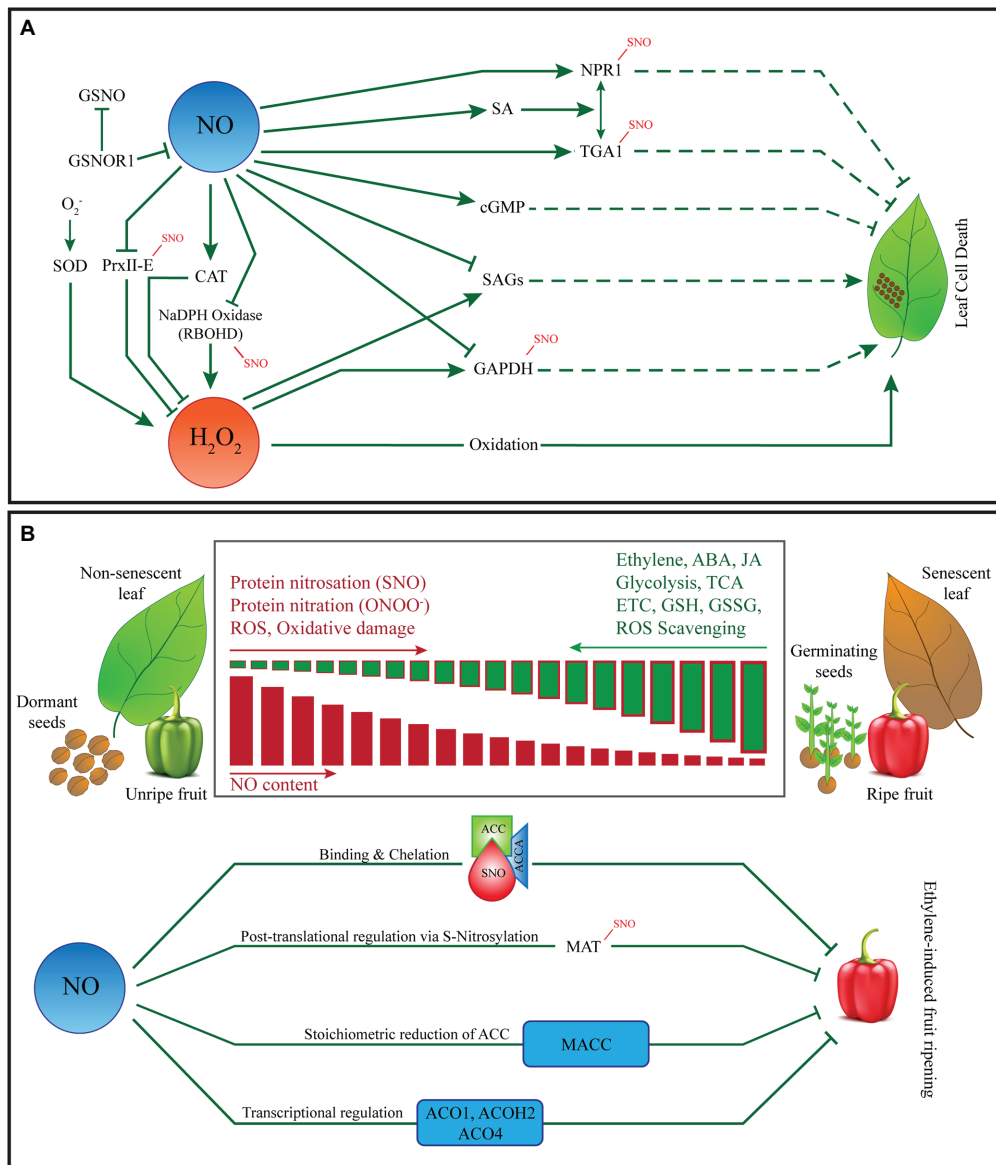 A
GSNO
NO
GSNOR1
O₂⁻
SOD
PrxII-E
SNO
CAT
NaDPH Oxidase
(RBOHD)
SNO
H₂O₂
NPR1
SNO
SA
TGA1
SNO
cGMP
SAGs
GAPDH
SNO
Oxidation
Leaf Cell Death
B
Non-senescent
leaf
Dormant
seeds
Unripe fruit
Protein nitrosation (SNO)
Protein nitration (ONOO⁻)
ROS, Oxidative damage
Ethylene, ABA, JA
Glycolysis, TCA
ETC, GSH, GSSG,
ROS Scavenging
NO content
Senescent
leaf
Germinating
seeds
Ripe fruit
NO
Binding & Chelation
ACC
ACCA
SNO
Post-translational regulation via S-Nitrosylation
MAT
SNO
Stoichiometric reduction of ACC
MACC
Transcriptional regulation
ACO1, ACOH2
ACO4
Ethylene-induced fruit ripening